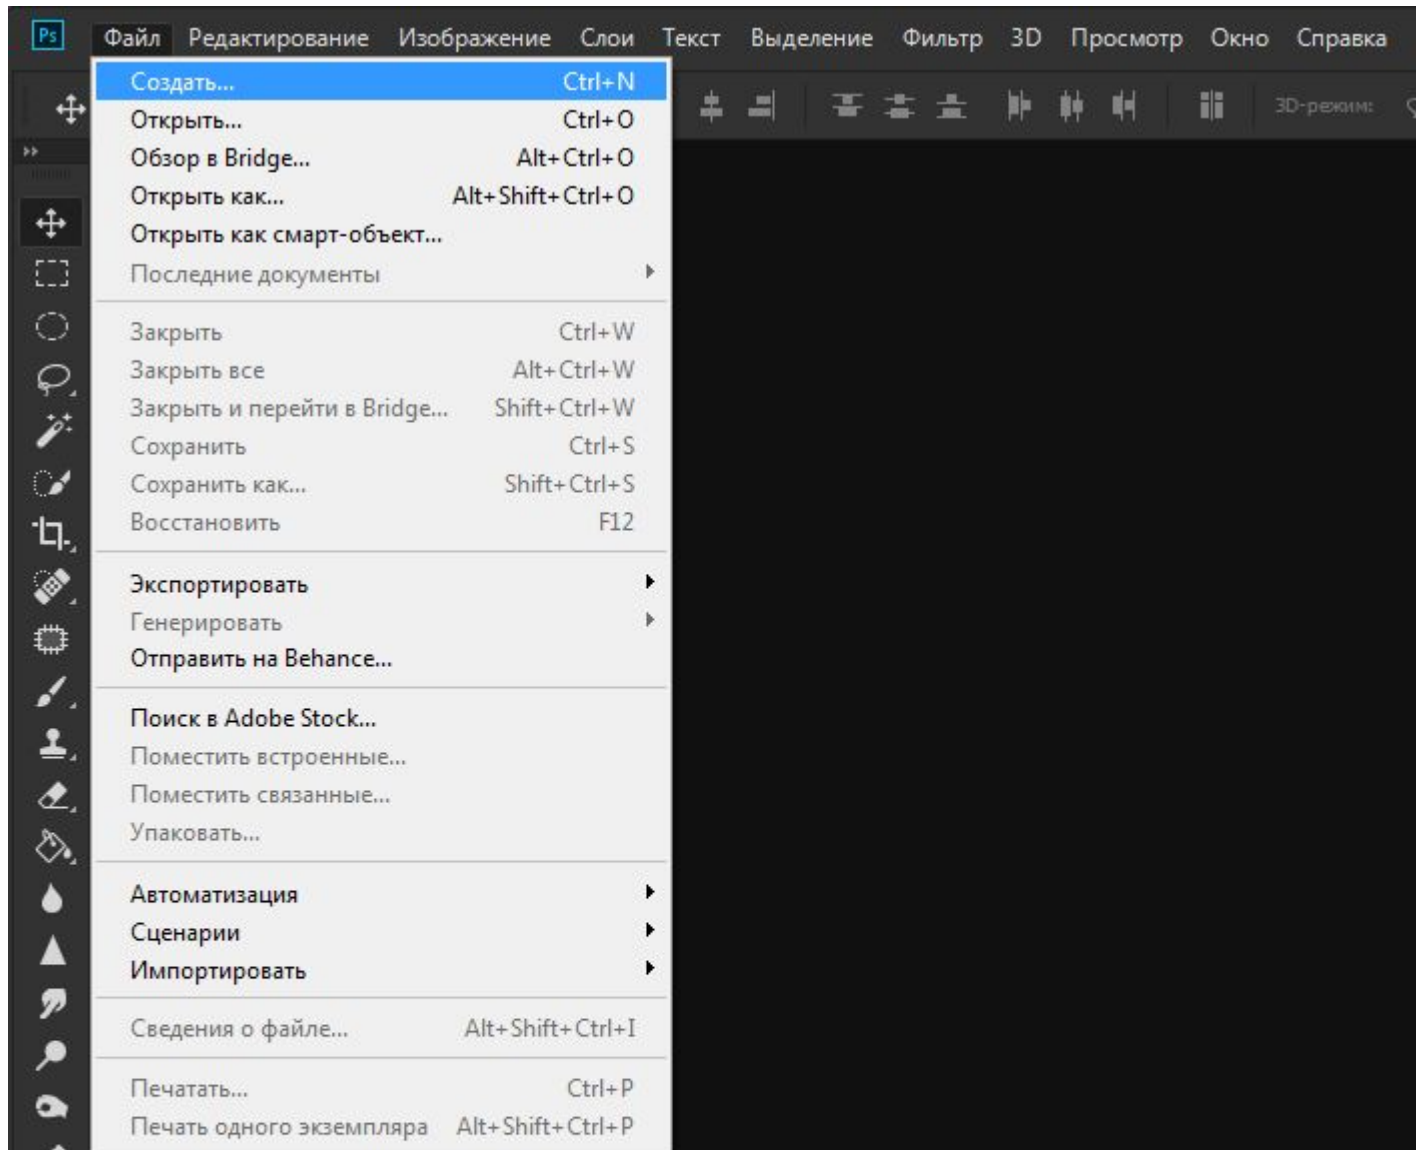 Ps Файл Редактирование Изображение Слои Текст Выделение Фильтр 3D Просмотр Окно Справка
3D-режим:
Создать... Ctrl+N
Открыть... Ctrl+O
Обзор в Bridge... Alt+Ctrl+O
Открыть как... Alt+Shift+Ctrl+O
Открыть как смарт-объект...
Последние документы
Закрыть Ctrl+W
Закрыть все Alt+Ctrl+W
Закрыть и перейти в Bridge... Shift+Ctrl+W
Сохранить Ctrl+S
Сохранить как... Shift+Ctrl+S
Восстановить F12
Экспортировать
Генерировать
Отправить на Behance...
Поиск в Adobe Stock...
Поместить встроенные...
Поместить связанные...
Упаковать...
Автоматизация
Сценарии
Импортировать
Сведения о файле... Alt+Shift+Ctrl+I
Печатать... Ctrl+P
Печать одного экземпляра Alt+Shift+Ctrl+P